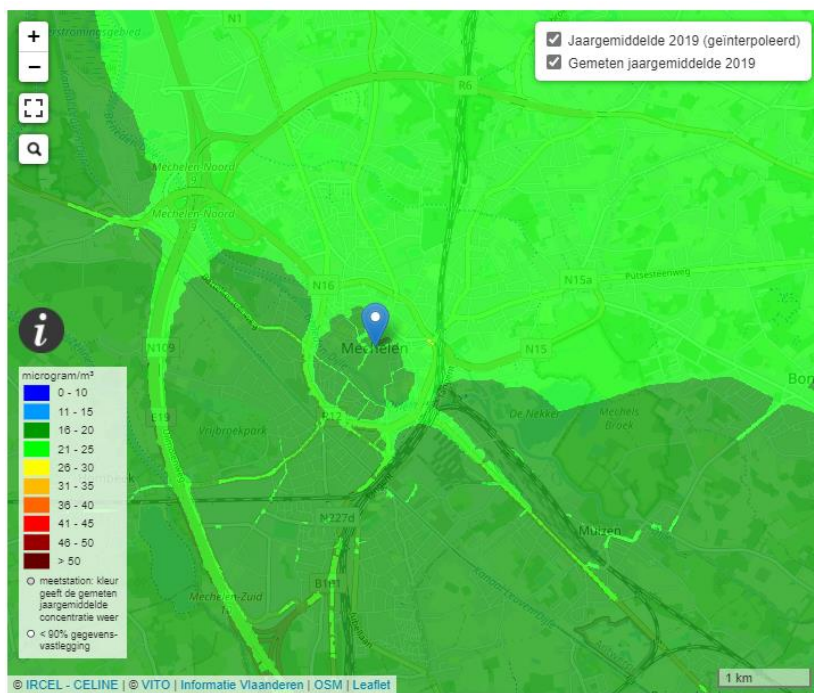 +
−
Jaargemiddelde 2019 (geïnterpoleerd)
Gemeten jaargemiddelde 2019
N1
R6
Mechelen-Noord
9
Mechelen-Noord
9
N16
N15a
Putsesteenweg
i
Mechelen
N15
N109
Bon
De Nekker
Mechels
Broek
R12
E19
Vrijbroekpark
N227d
Muizen
B101
Mechelen-Zuid
microgram/m³
0 - 10
11 - 15
16 - 20
21 - 25
26 - 30
31 - 35
36 - 40
41 - 45
46 - 50
> 50
meetstation: kleur
geeft de gemeten
jaargemiddelde
concentratie weer
< 90% gegevens-
vastlegging
1 km
© IRCEL - CELINE | © VITO | Informatie Vlaanderen | OSM | Leaflet